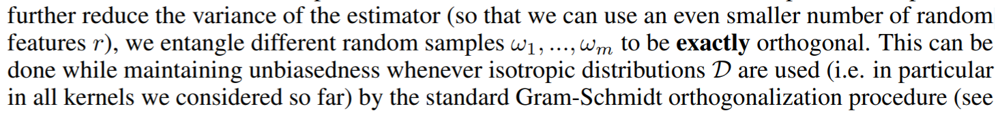 further reduce the variance of the estimator (so that we can use an even smaller number of random
features r), we entangle different random samples ω₁, ..., ωₘ to be exactly orthogonal. This can be
done while maintaining unbiasedness whenever isotropic distributions 𝒟 are used (i.e. in particular
in all kernels we considered so far) by the standard Gram-Schmidt orthogonalization procedure (see